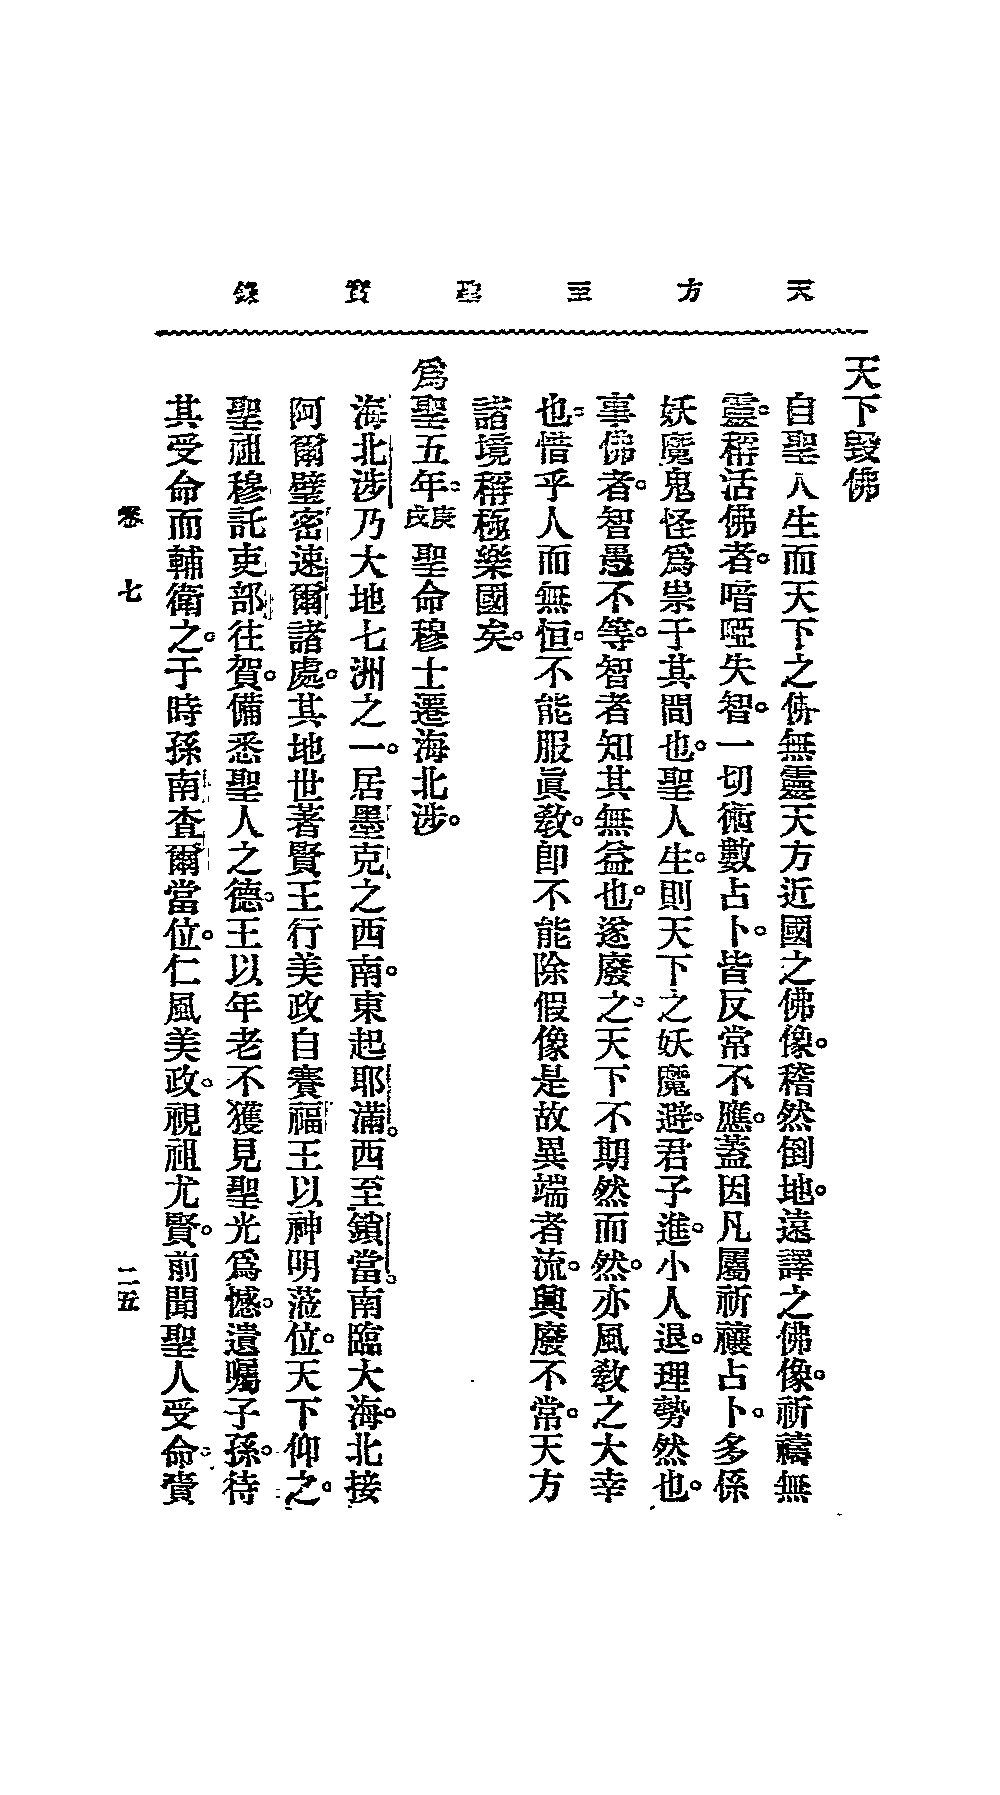 天方至聖實錄
天下毀佛
自聖人生而天下之佛無靈天方近國之佛像。稽然倒地。遠譯之佛像。祈禱無
靈。稱活佛者。喑啞失智。一切術數占卜。皆反常不應。蓋因凡屬祈禳占卜。多係
妖魔鬼怪爲祟于其間也。聖人生。則天下之妖魔避。君子進。小人退。理勢然也。
事佛者。智愚不等。智者知其無益也。遂廢之。天下不期然而然。亦風敎之大幸
也。惜乎人而無恒。不能服眞敎。卽不能除假像是故異端者流。興廢不常。天方
諸境稱極樂國矣。
爲聖五年。庚戌聖命穆士遷海北涉。
海北涉乃大地七洲之一。居墨克之西南。東起耶滿。西至鎖當。南臨大海。北接
阿爾璧密速爾諸處。其地世著賢王行美政自賽福王以神明蒞位。天下仰之。
聖祖穆託吏部往賀。備悉聖人之德。王以年老不獲見聖光爲憾。遺囑子孫。待
其受命而輔衛之。于時孫南査爾當位。仁風美政。視祖尤賢。前聞聖人受命。賫
卷七
二五